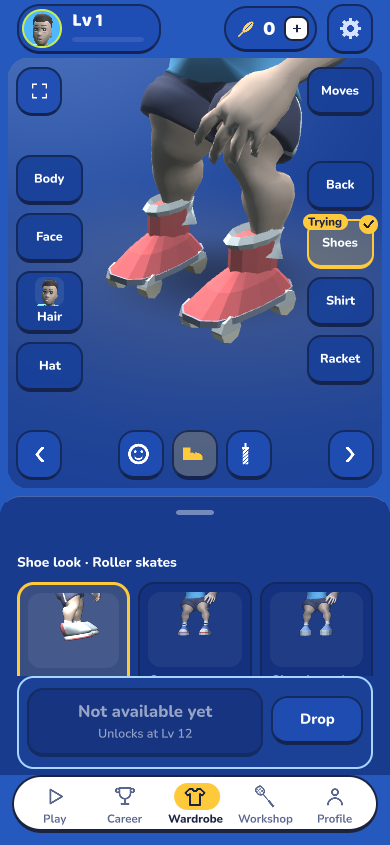 Lv 1
0
+
Moves
Body
Back
Face
Trying
Shoes
Hair
Shirt
Hat
Racket
Shoe look · Roller skates
Not available yet
Unlocks at Lv 12
Drop
Play
Career
Wardrobe
Workshop
Profile